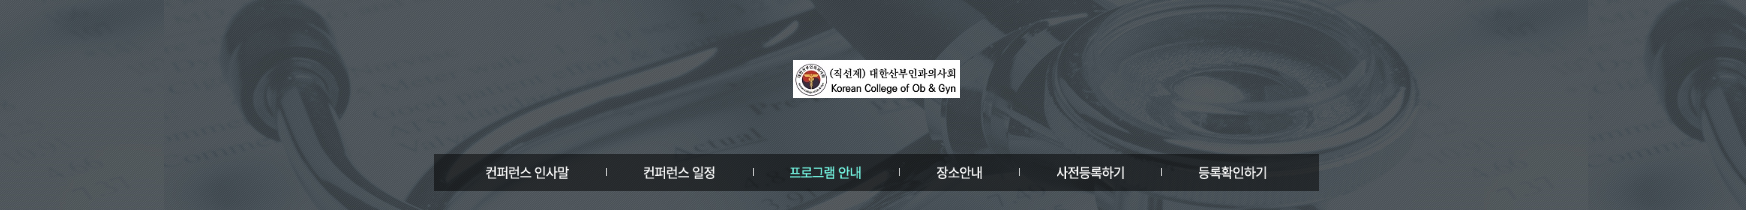 (직선제) 대한산부인과의사회
Korean College of Ob & Gyn
컨퍼런스 인사말 컨퍼런스 일정 프로그램 안내 장소안내 사전등록하기 등록확인하기
Actual